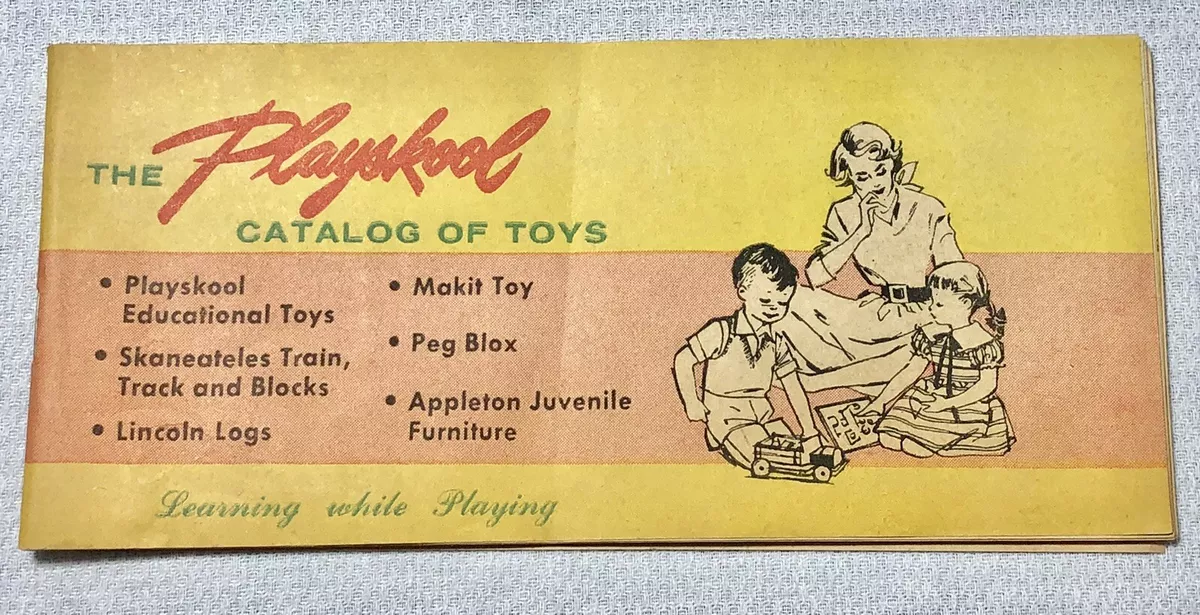 THE Playskool
CATALOG OF TOYS
• Playskool
Educational Toys
• Skaneateles Train,
Track and Blocks
• Lincoln Logs
• Makit Toy
• Peg Blox
• Appleton Juvenile
Furniture
Learning while Playing